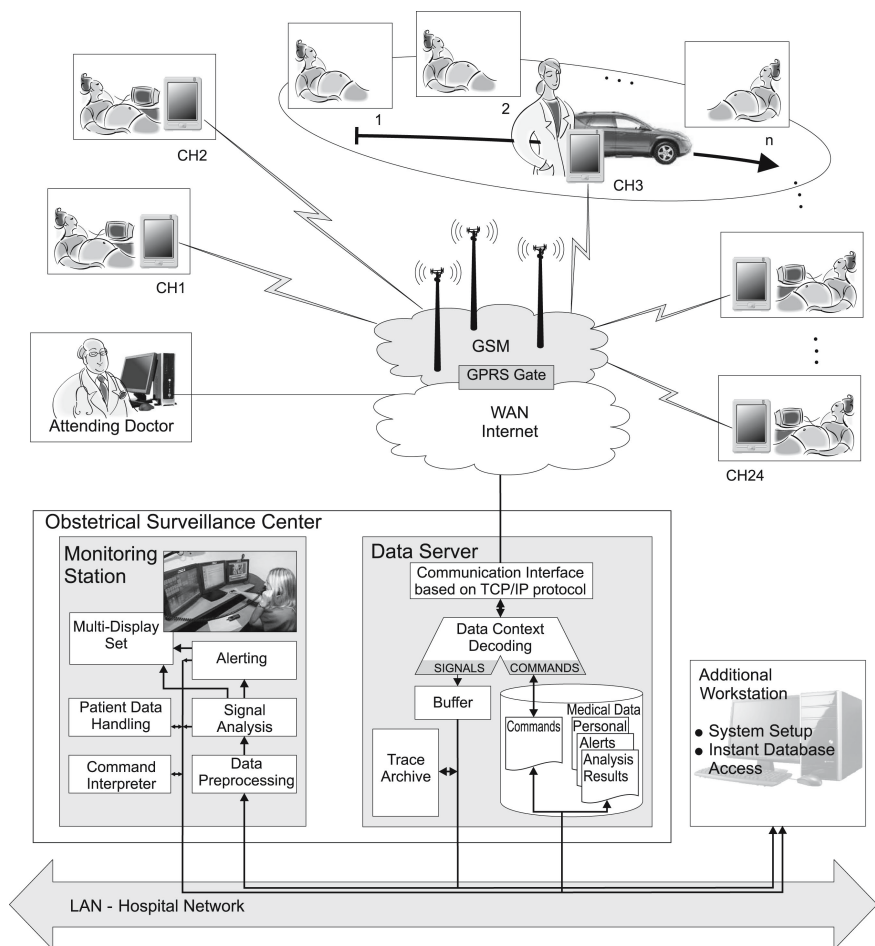 1
2
n
CH2
CH3
CH1
GSM
GPRS Gate
WAN
Internet
Attending Doctor
CH24
Obstetrical Surveillance Center
Monitoring
Station
Multi-Display
Set
Alerting
Patient Data
Handling
Signal
Analysis
Command
Interpreter
Data
Preprocessing
Data Server
Communication Interface
based on TCP/IP protocol
Data Context
Decoding
SIGNALS
COMMANDS
Buffer
Trace
Archive
Commands
Medical Data
Personal
Alerts
Analysis
Results
Additional
Workstation
● System Setup
● Instant Database
Access
LAN - Hospital Network